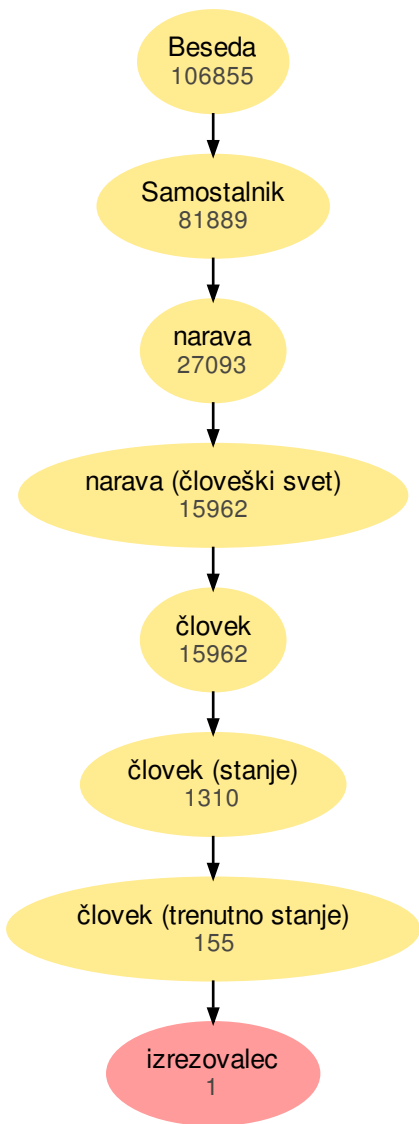 Beseda
106855
Samostalnik
81889
narava
27093
narava (človeški svet)
15962
človek
15962
človek (stanje)
1310
človek (trenutno stanje)
155
izrezovalec
1